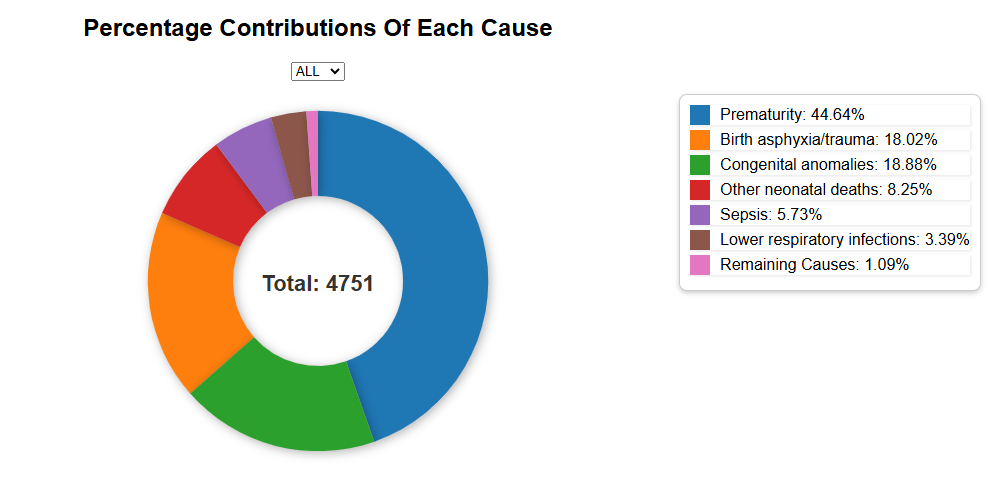 Percentage Contributions Of Each Cause
ALL
Prematurity: 44.64%
Birth asphyxia/trauma: 18.02%
Congenital anomalies: 18.88%
Other neonatal deaths: 8.25%
Sepsis: 5.73%
Lower respiratory infections: 3.39%
Remaining Causes: 1.09%
Total: 4751